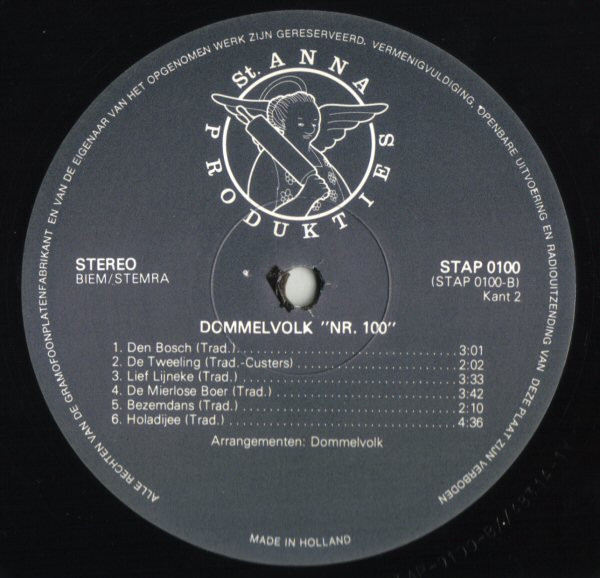 ALLE RECHTEN VAN DE GRAMOFOONPLATENFABRIKANT EN VAN DE EIGENAAR VAN HET OPGENOMEN WERK ZIJN GERESERVEERD. VERMENIGVULDIGING, OPENBARE UITVOERING EN RADIOUITZENDING VAN DEZE PLAAT ZIJN VERBODEN
St. ANNA
PRODUKTIES
STEREO
BIEM/STEMRA
STAP 0100
(STAP 0100-B)
Kant 2
DOMMELVOLK "NR. 100"
1. Den Bosch (Trad.) 3:01
2. De Tweeling (Trad.-Custers) 2:02
3. Lief Lijneke (Trad.) 3:33
4. De Mierlose Boer (Trad.) 3:42
5. Bezemdans (Trad.) 2:10
6. Holadijee (Trad.) 4:36
Arrangementen: Dommelvolk
MADE IN HOLLAND